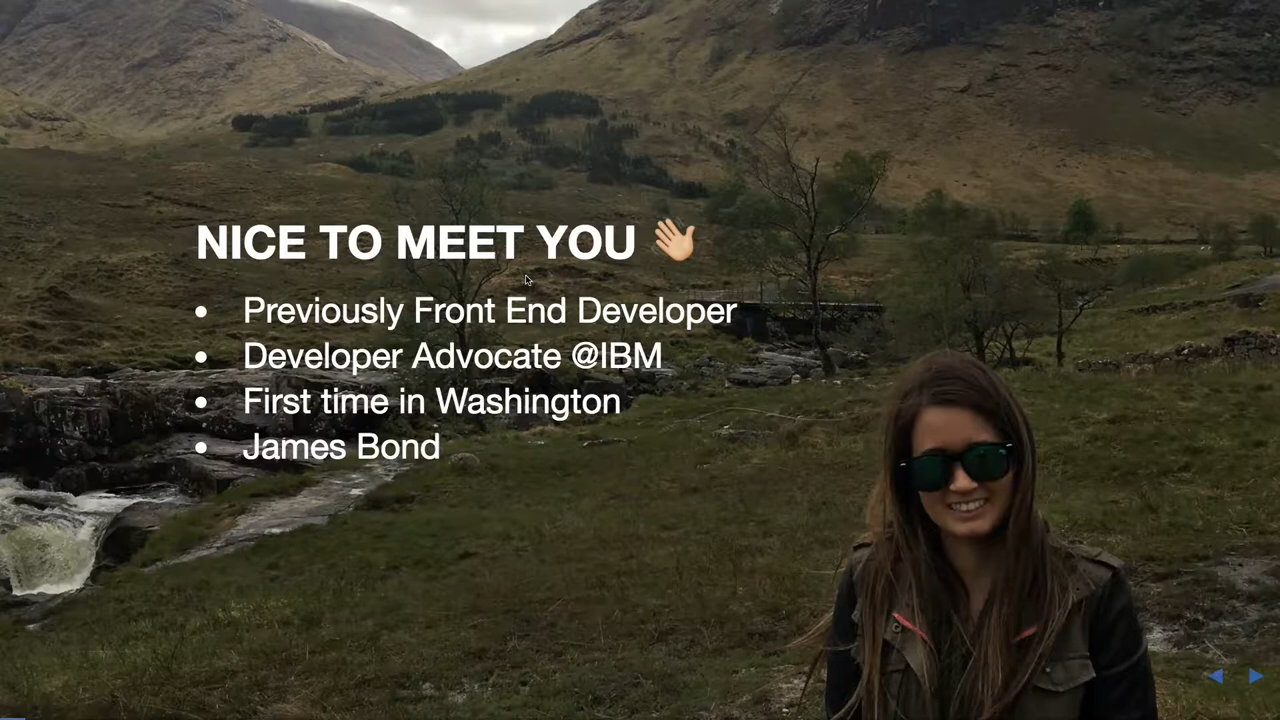 NICE TO MEET YOU 👋🏼
Previously Front End Developer
Developer Advocate @IBM
First time in Washington
James Bond